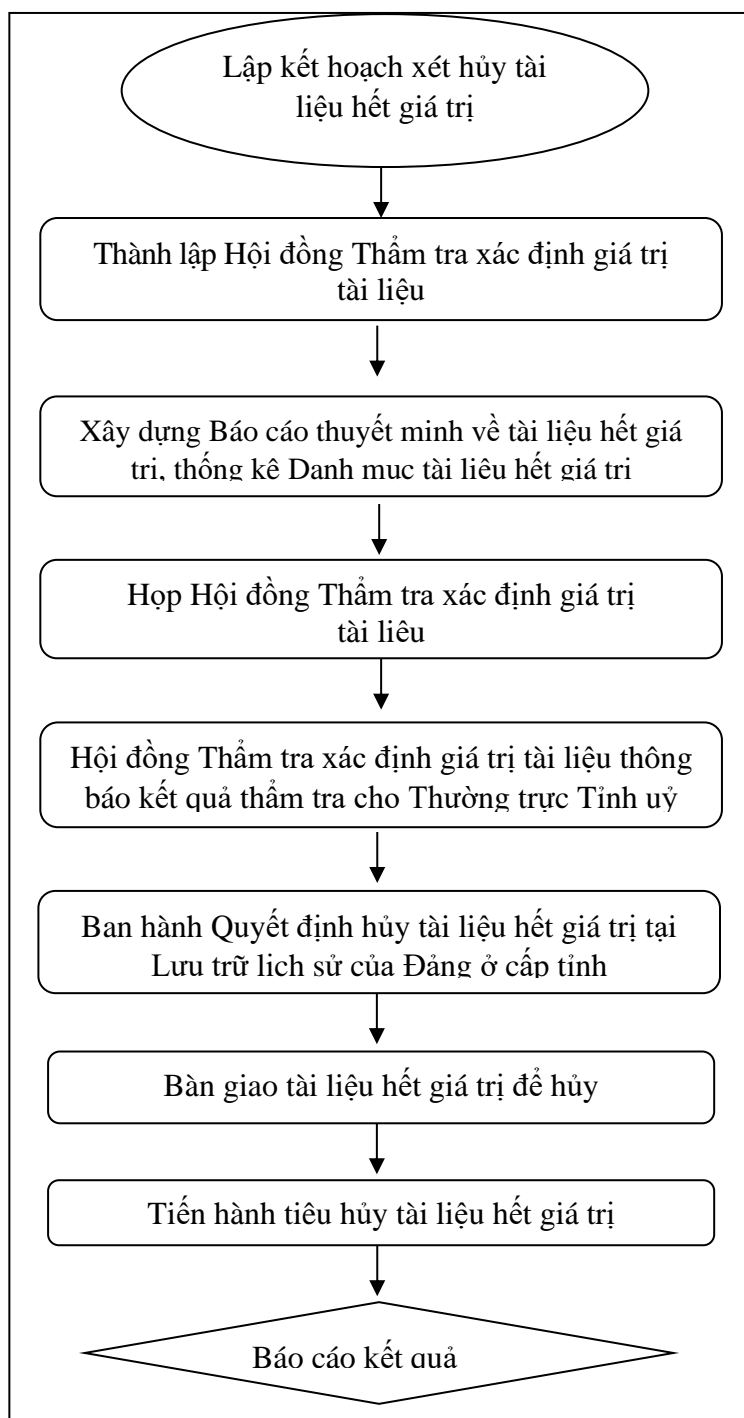 Lập kết hoạch xét hủy tài
liệu hết giá trị
Thành lập Hội đồng Thẩm tra xác định giá trị
tài liệu
Xây dựng Báo cáo thuyết minh về tài liệu hết giá
trị, thống kê Danh mục tài liệu hết giá trị
Họp Hội đồng Thẩm tra xác định giá trị
tài liệu
Hội đồng Thẩm tra xác định giá trị tài liệu thông
báo kết quả thẩm tra cho Thường trực Tỉnh uỷ
Ban hành Quyết định hủy tài liệu hết giá trị tại
Lưu trữ lịch sử của Đảng ở cấp tỉnh
Bàn giao tài liệu hết giá trị để hủy
Tiến hành tiêu hủy tài liệu hết giá trị
Báo cáo kết quả